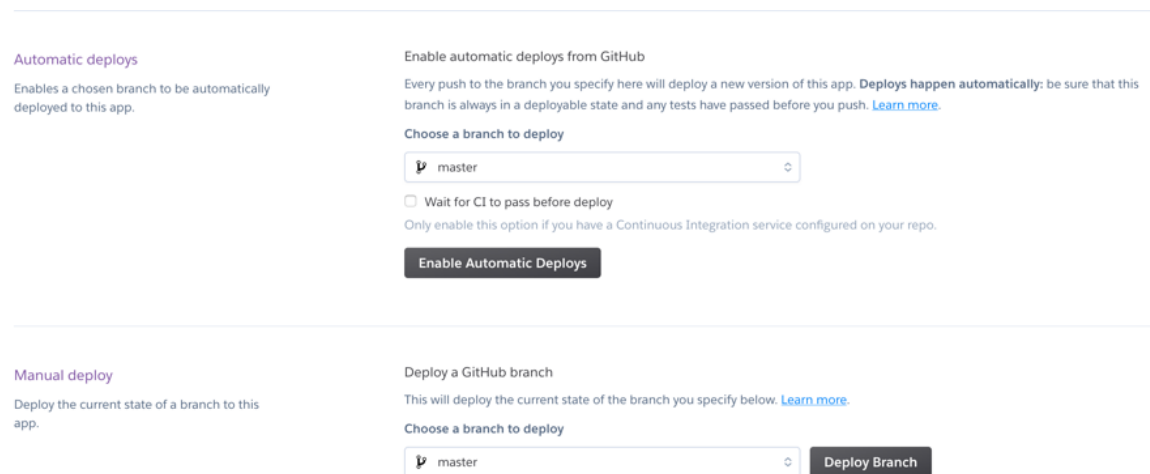 Automatic deploys
Enables a chosen branch to be automatically
deployed to this app.
Enable automatic deploys from GitHub
Every push to the branch you specify here will deploy a new version of this app. Deploys happen automatically: be sure that this
branch is always in a deployable state and any tests have passed before you push. Learn more.
Choose a branch to deploy
master
Wait for CI to pass before deploy
Only enable this option if you have a Continuous Integration service configured on your repo.
Enable Automatic Deploys
Manual deploy
Deploy the current state of a branch to this
app.
Deploy a GitHub branch
This will deploy the current state of the branch you specify below. Learn more.
Choose a branch to deploy
master
Deploy Branch